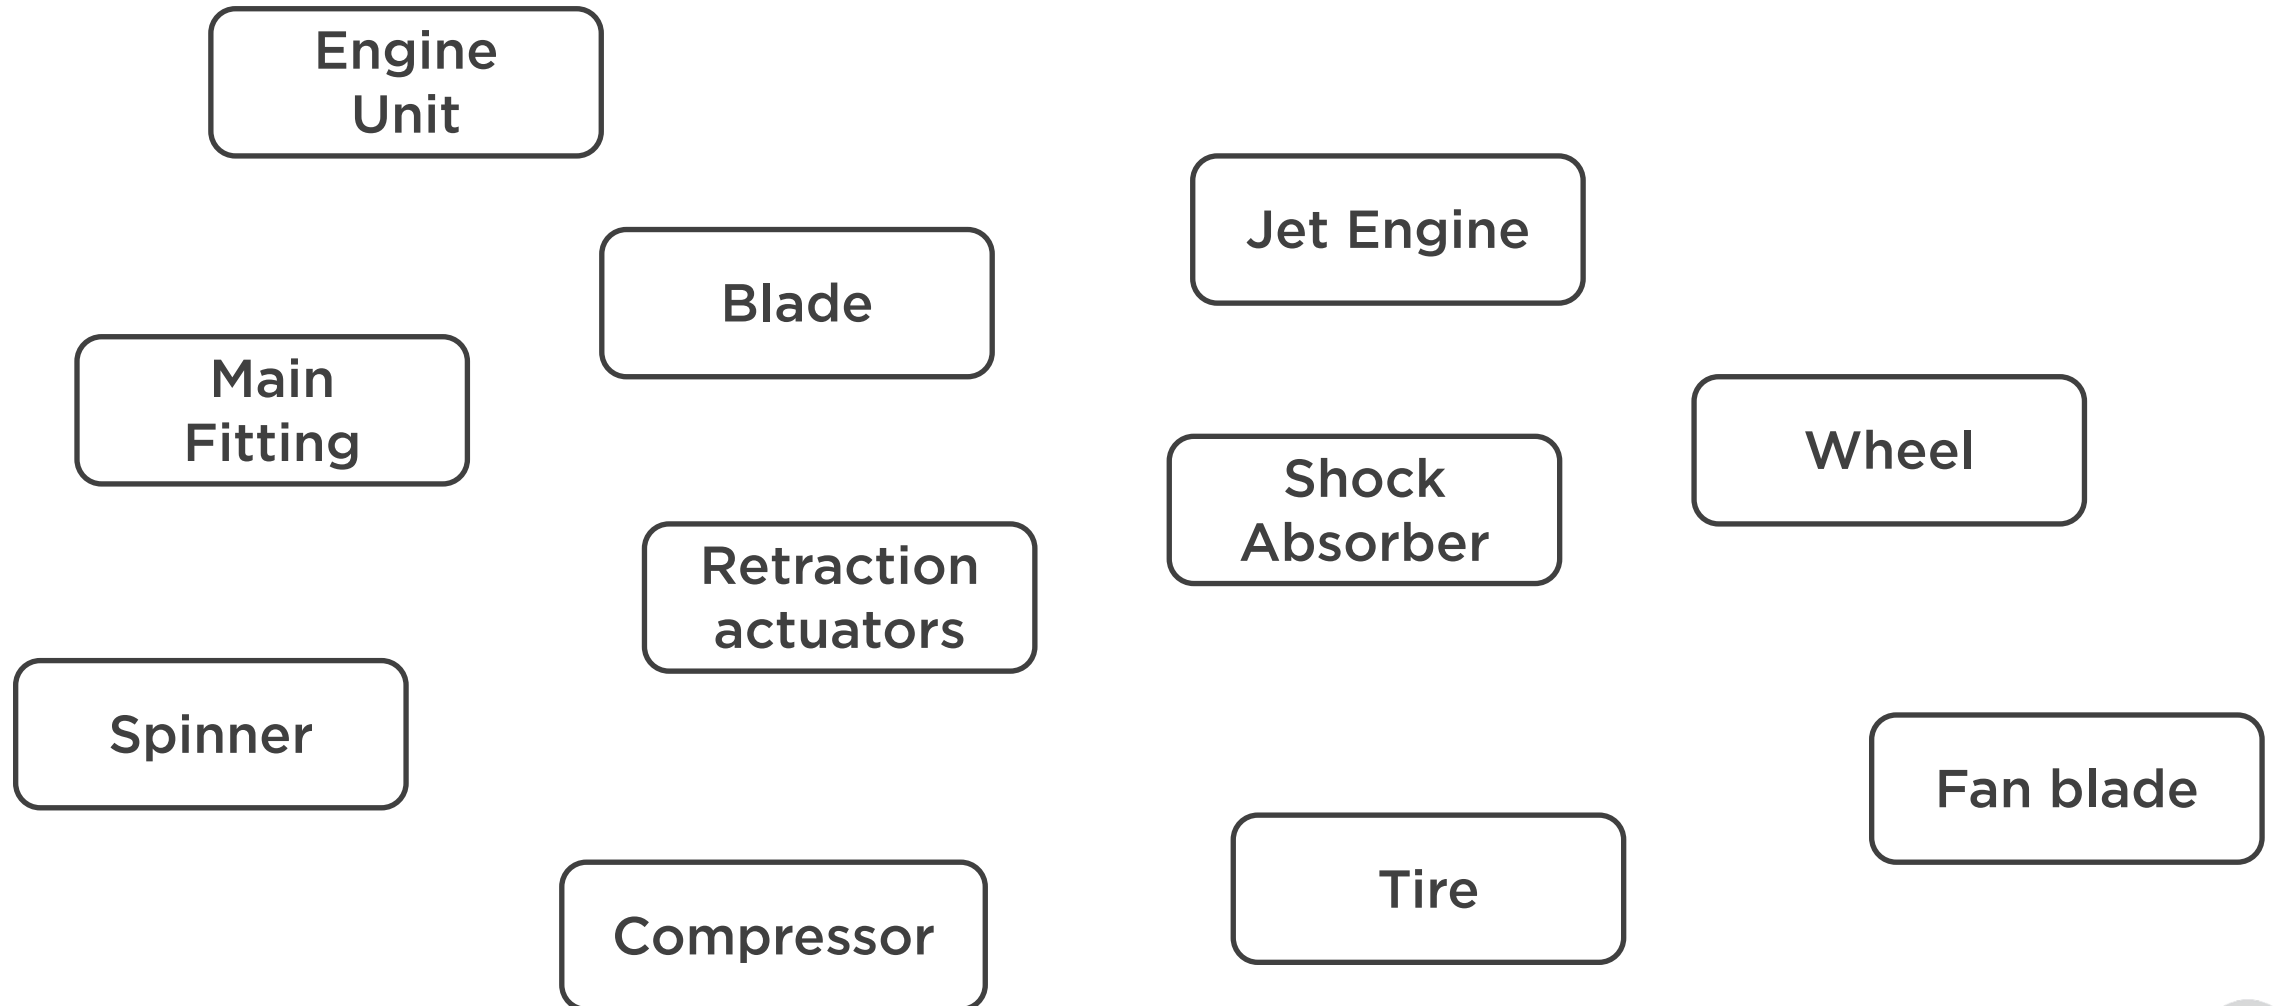 Engine
Unit
Jet Engine
Blade
Main
Fitting
Wheel
Shock
Absorber
Retraction
actuators
Spinner
Fan blade
Tire
Compressor